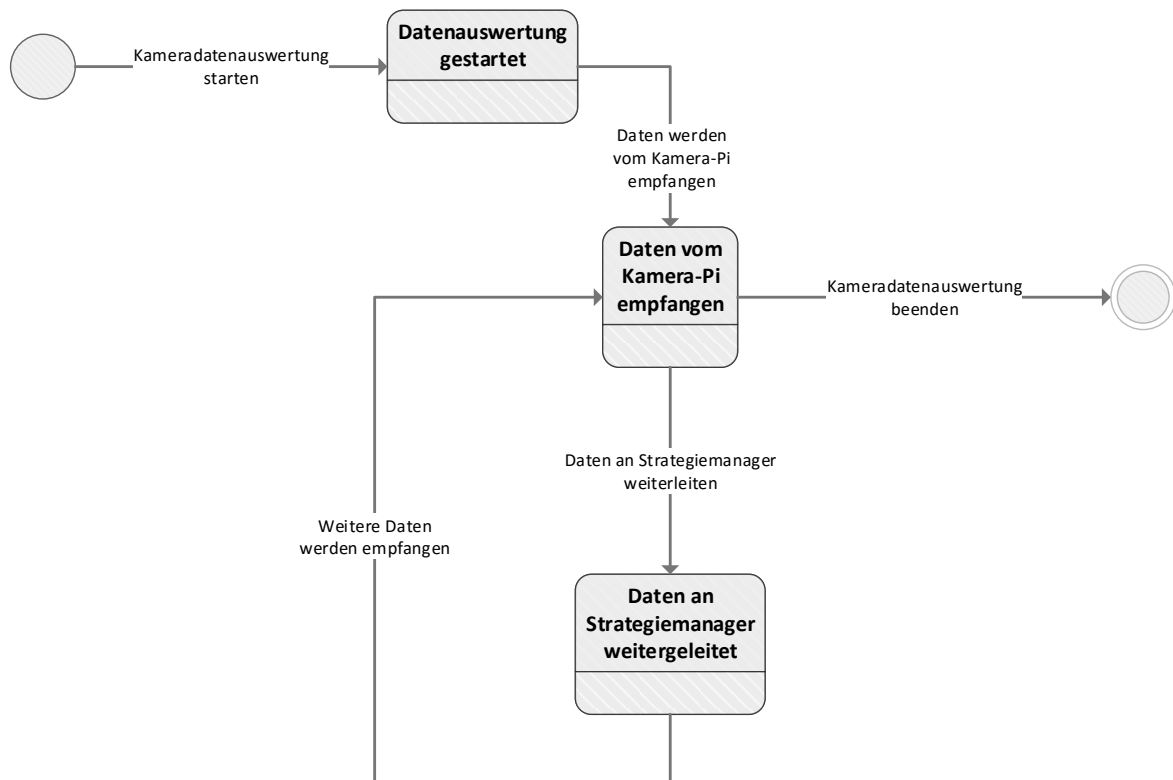 Kameradatenauswertung
starten
Datenauswertung
gestartet
Daten werden
vom Kamera-Pi
empfangen
Daten vom
Kamera-Pi
empfangen
Kameradatenauswertung
beenden
Daten an Strategiemanager
weiterleiten
Weitere Daten
werden empfangen
Daten an
Strategiemanager
weitergeleitet